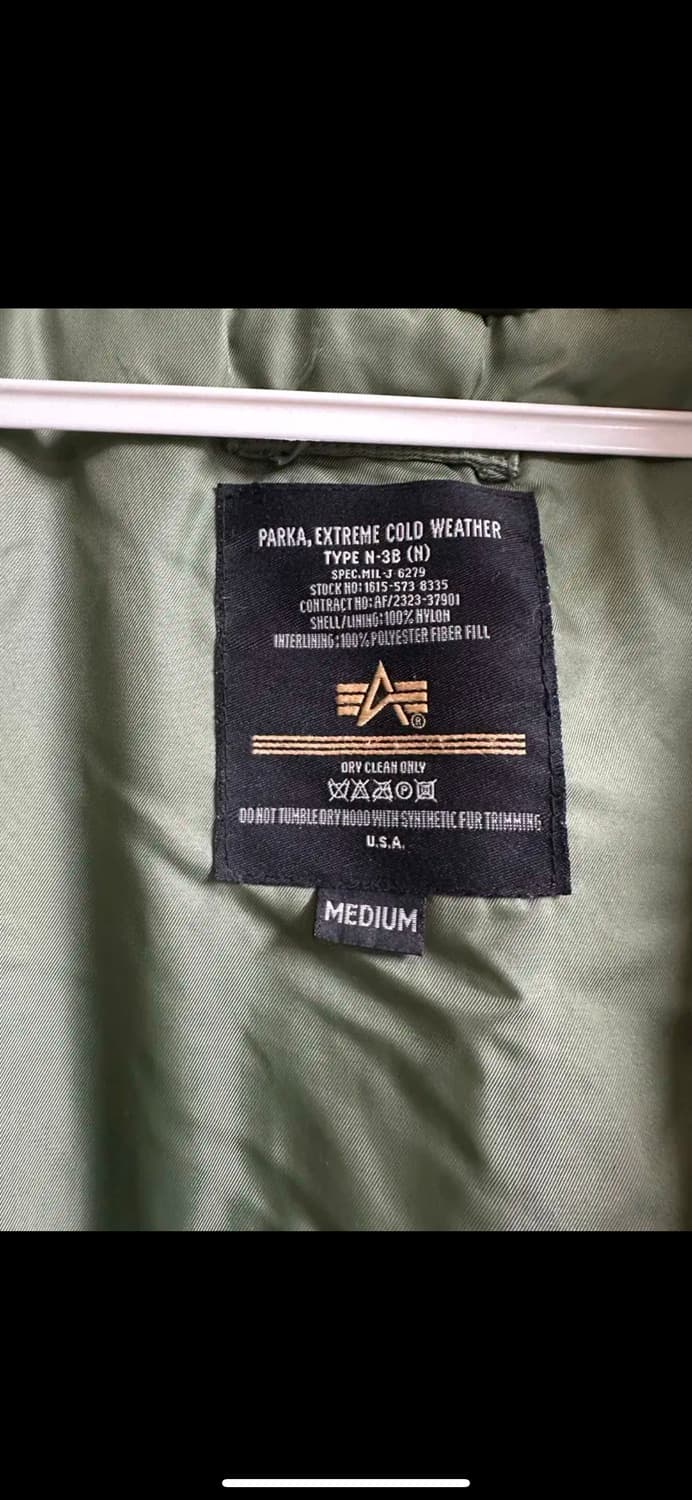 PARKA, EXTREME COLD WEATHER
TYPE N-3B (N)
SPEC.MIL-J 6279
STOCK NO:1615-573 8335
CONTRACT NO:AF/2323-37901
SHELL/LINING:100% NYLON
INTERLINING:100% POLYESTER FIBER FILL
®
DRY CLEAN ONLY
P
DO NOT TUMBLE DRY HOOD WITH SYNTHETIC FUR TRIMMING
U.S.A.
MEDIUM